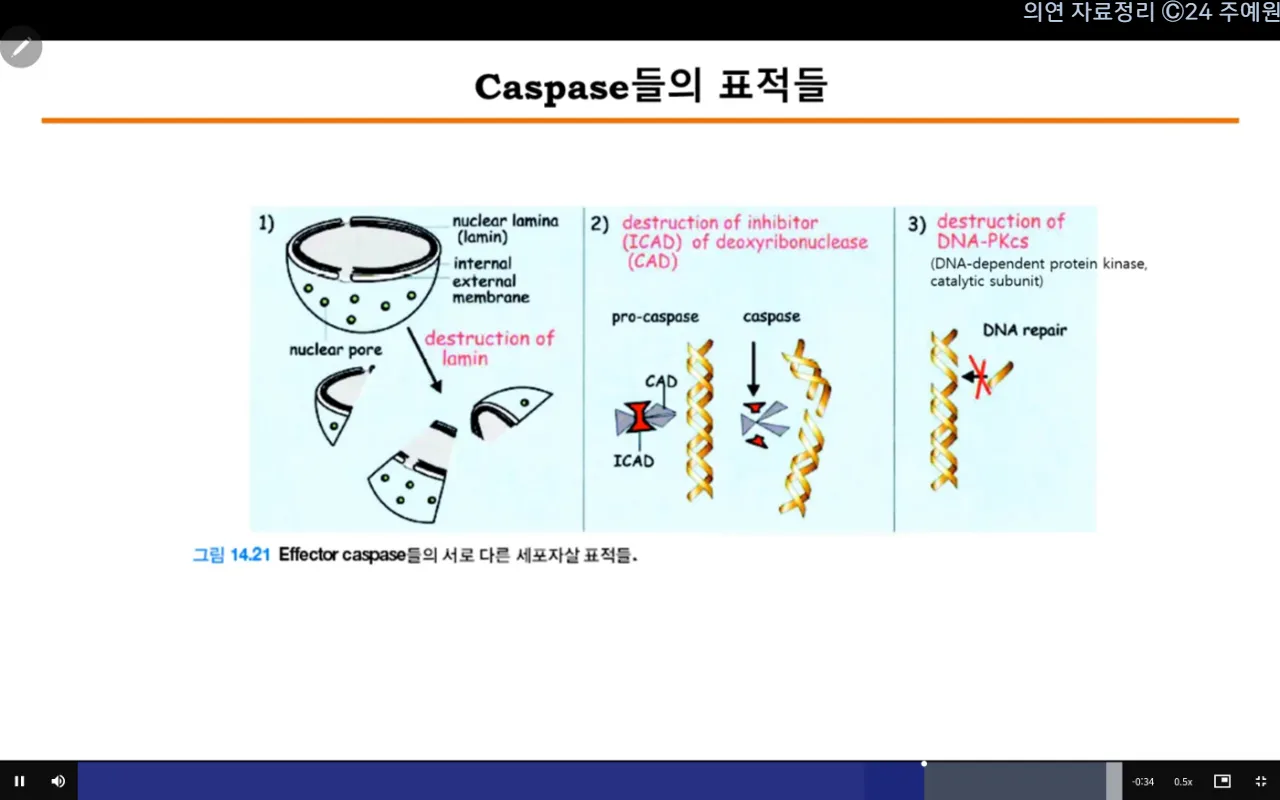 의연 자료정리 ©24 주예원
Caspase들의 표적들
1)
nuclear lamina
(lamin)
internal
external
membrane
nuclear pore
destruction of
lamin
2) destruction of inhibitor
(ICAD) of deoxyribonuclease
(CAD)
pro-caspase
caspase
CAD
ICAD
3) destruction of
DNA-PKcs
(DNA-dependent protein kinase,
catalytic subunit)
DNA repair
그림 14.21 Effector caspase들의 서로 다른 세포자살 표적들.
-0:34 0.5x